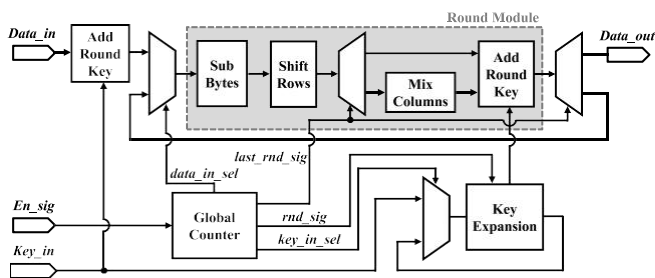 Round Module
Data_in
Add
Round
Key
Sub
Bytes
Shift
Rows
Mix
Columns
Add
Round
Key
Data_out
last_rnd_sig
data_in_sel
En_sig
Global
Counter
rnd_sig
key_in_sel
Key
Expansion
Key_in